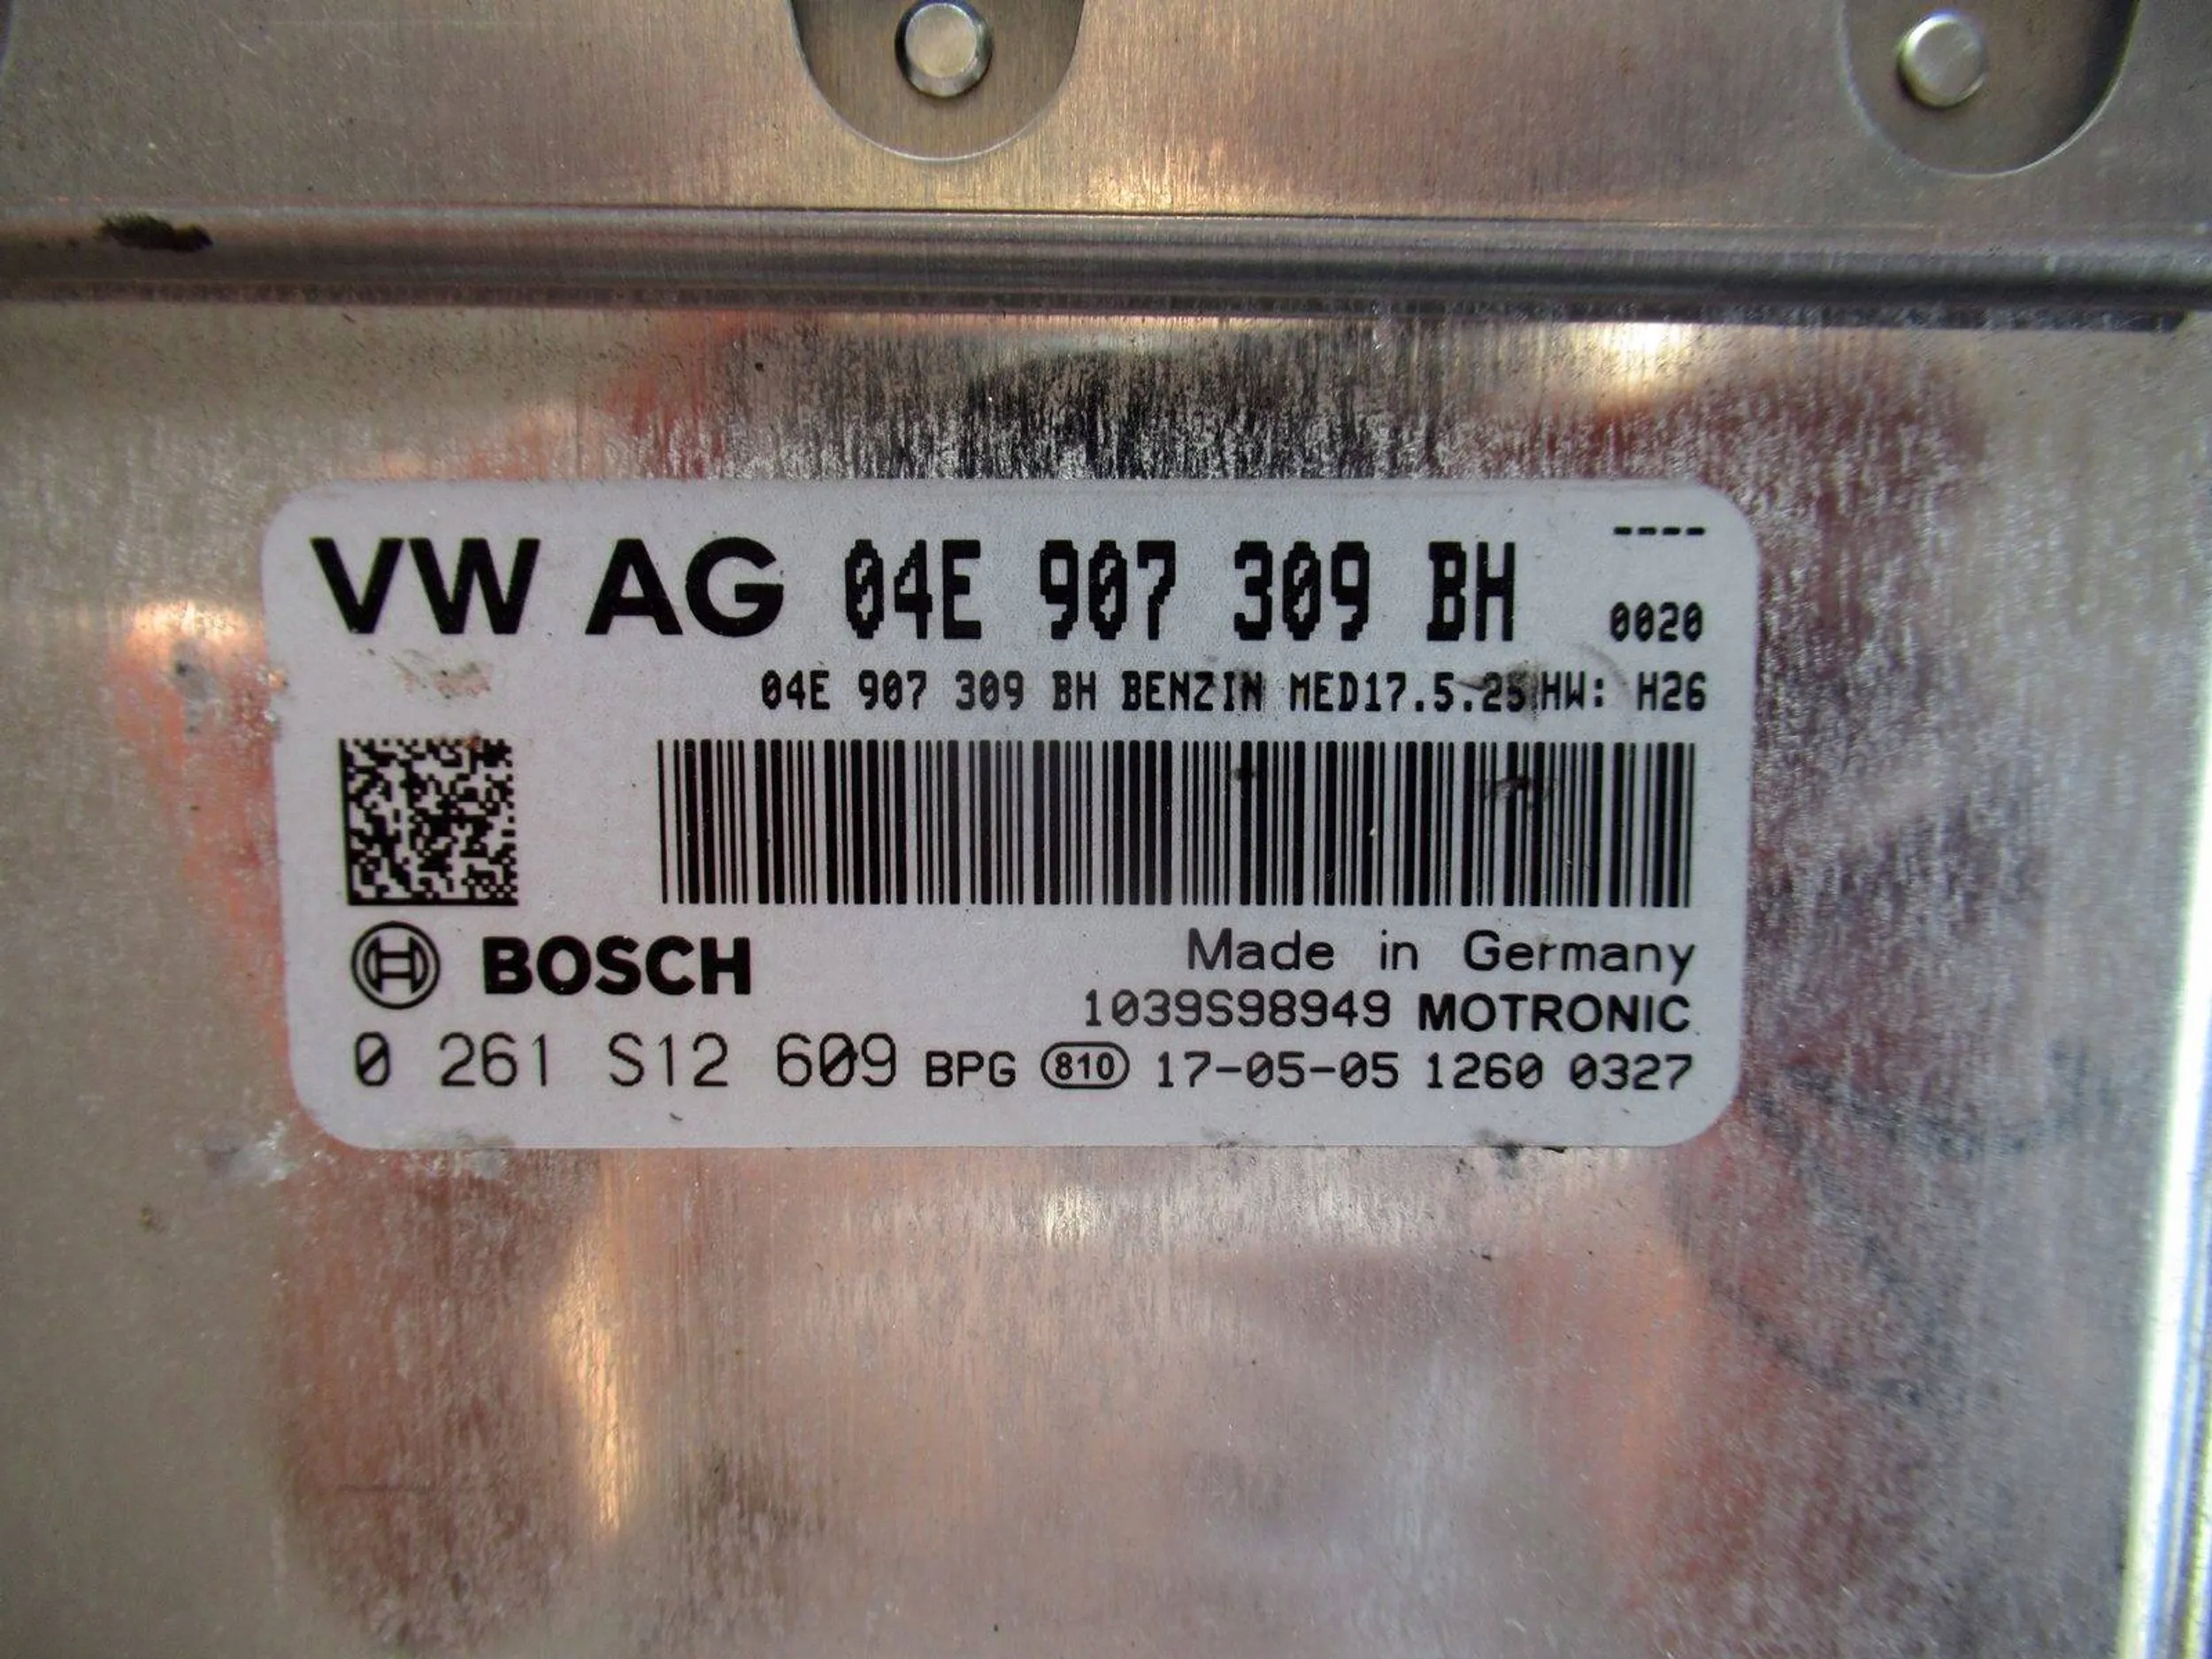 VW AG 04E 907 309 BH ----
0020
04E 907 309 BH BENZIN MED17.5.25 HW: H26
BOSCH
Made in Germany
1039S98949 MOTRONIC
0 261 S12 609 BPG 810 17-05-05 1260 0327